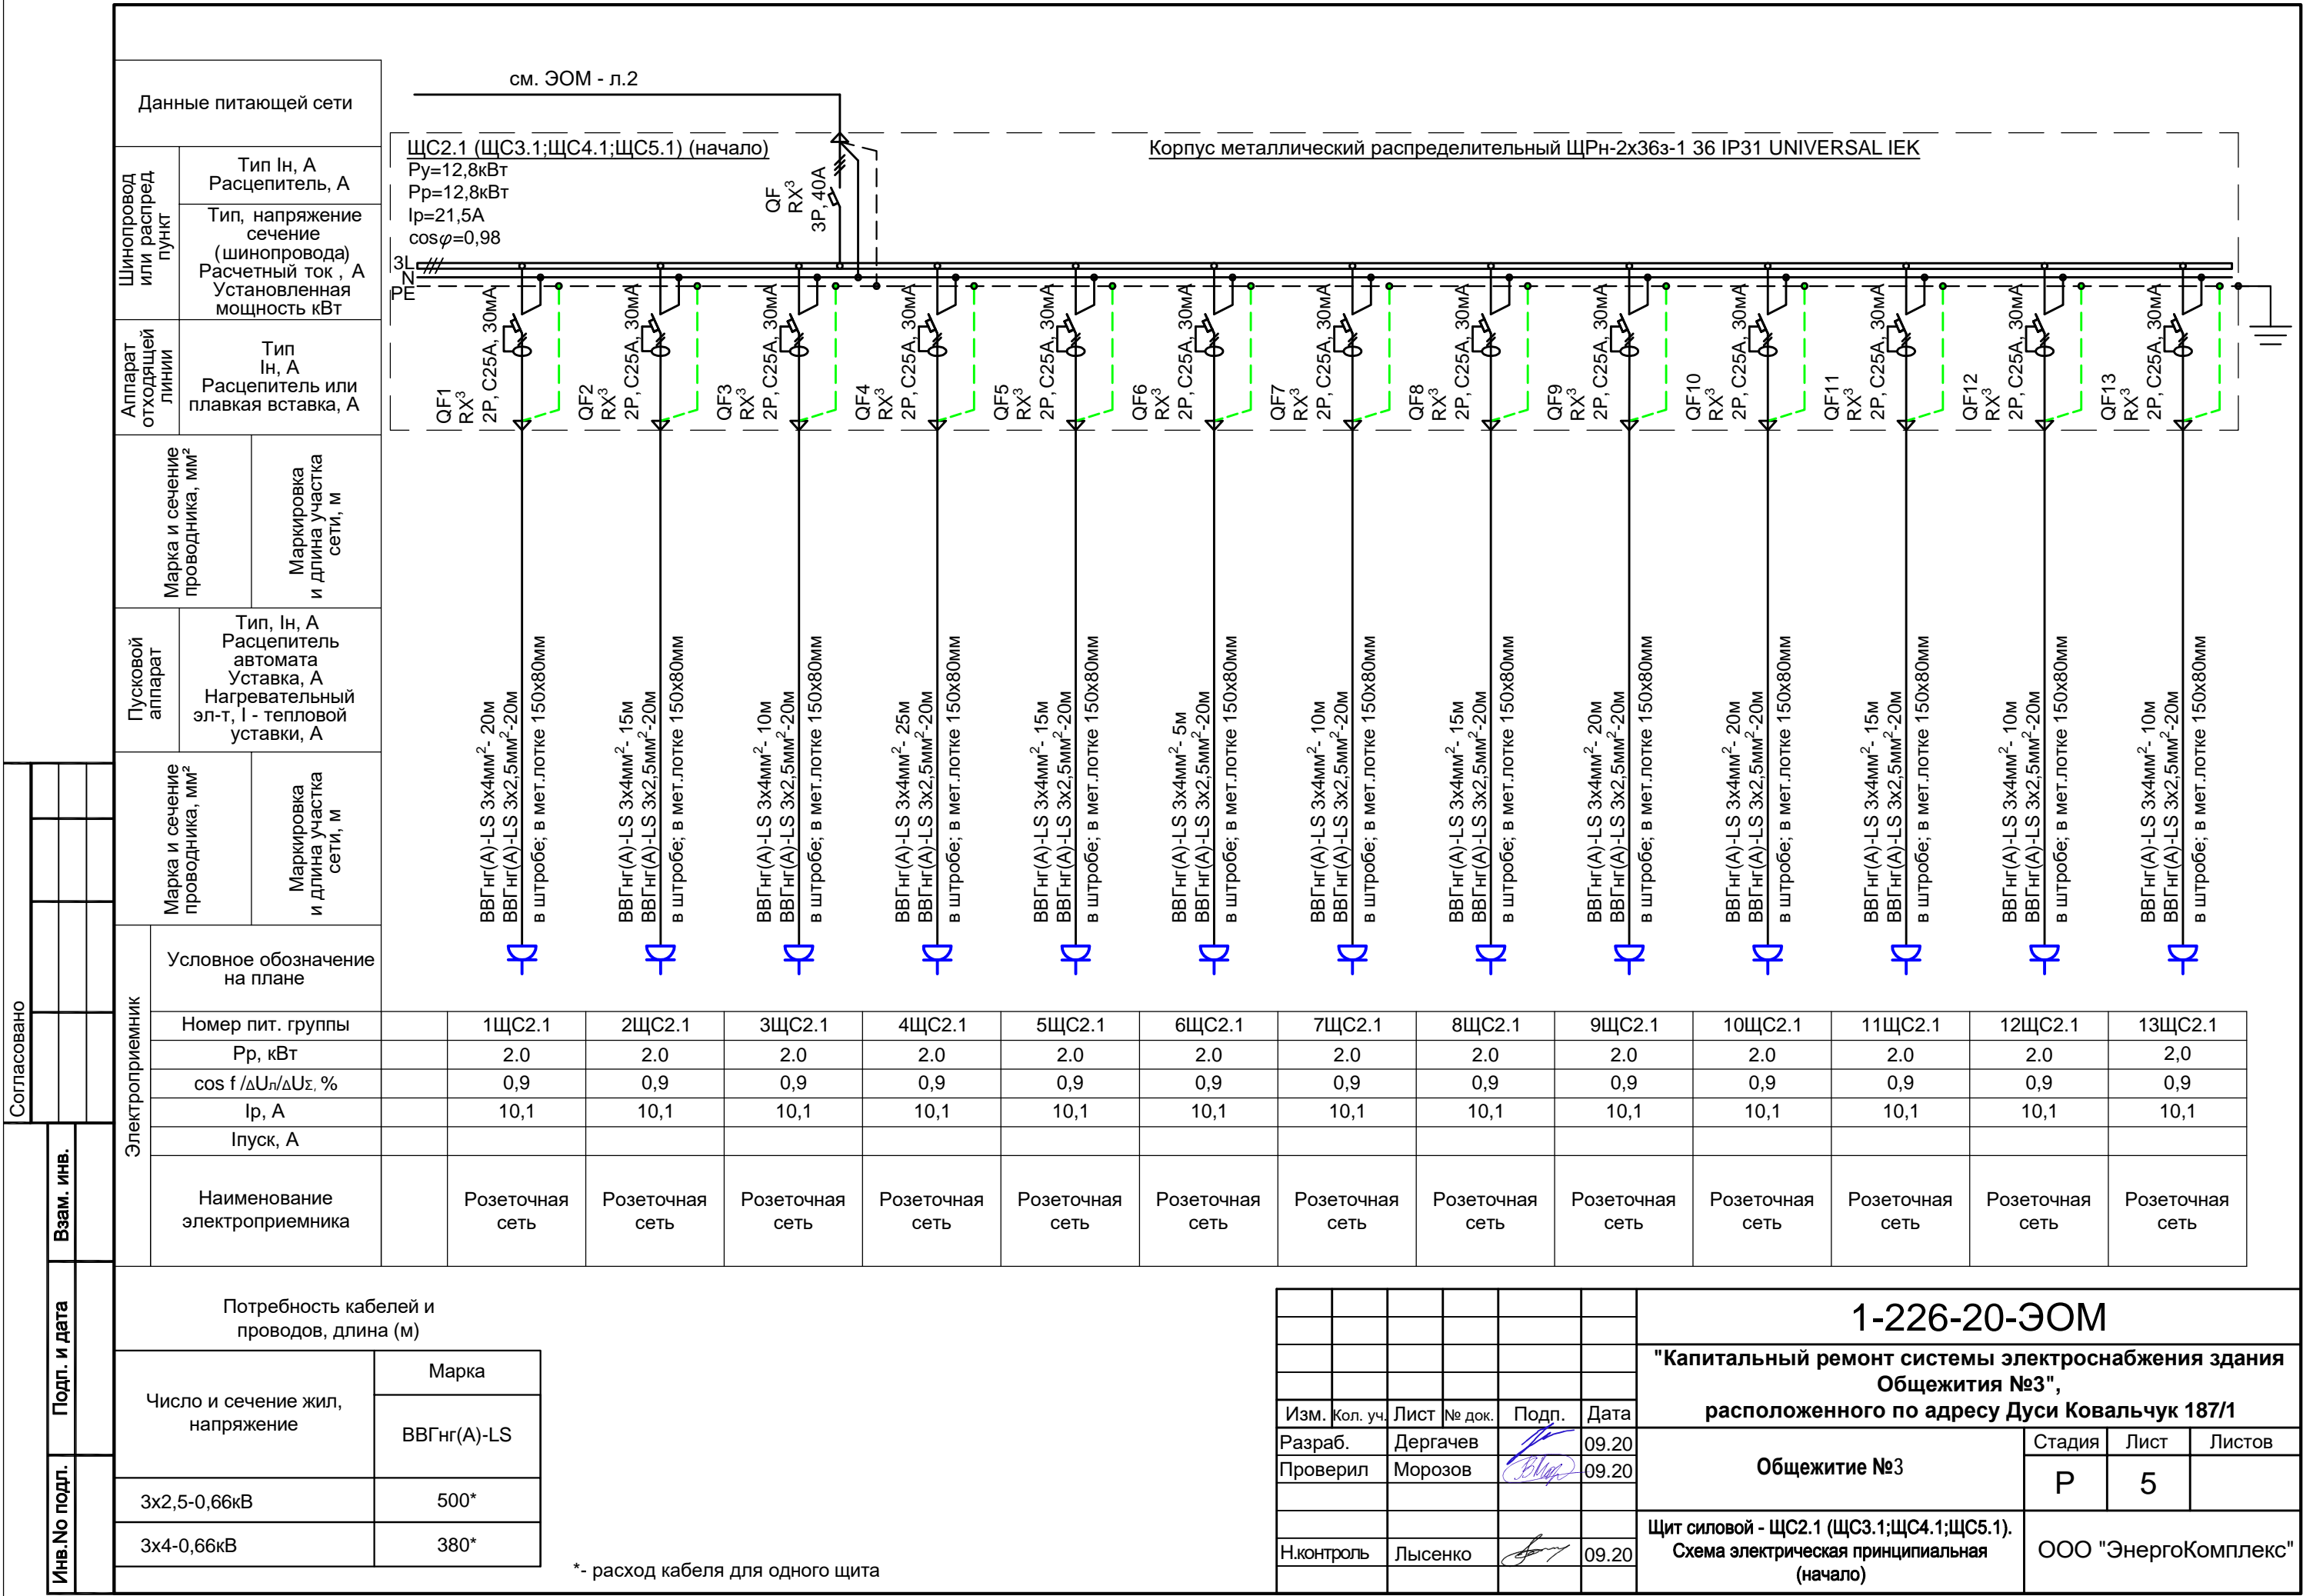 см. ЭОМ - л.2
Данные питающей сети
ЩС2.1 (ЩС3.1;ЩС4.1;ЩС5.1) (начало)
Ру=12,8кВт
Рр=12,8кВт
Iр=21,5А
cosφ=0,98
QF
RX³
3P, 40A
Корпус металлический распределительный ЩРн-2х36з-1 36 IP31 UNIVERSAL IEK
3L
N
PE
Шинопровод
или распред.
пункт
Тип Iн, А
Расцепитель, А
Тип, напряжение
сечение
(шинопровода)
Расчетный ток , А
Установленная
мощность кВт
Аппарат
отходящей
линии
Тип
Iн, А
Расцепитель или
плавкая вставка, А
QF1
RX³
2P, C25A, 30мА
QF2
RX³
2P, C25A, 30мА
QF3
RX³
2P, C25A, 30мА
QF4
RX³
2P, C25A, 30мА
QF5
RX³
2P, C25A, 30мА
QF6
RX³
2P, C25A, 30мА
QF7
RX³
2P, C25A, 30мА
QF8
RX³
2P, C25A, 30мА
QF9
RX³
2P, C25A, 30мА
QF10
RX³
2P, C25A, 30мА
QF11
RX³
2P, C25A, 30мА
QF12
RX³
2P, C25A, 30мА
QF13
RX³
2P, C25A, 30мА
Марка и сечение
проводника, мм²
Маркировка
и длина участка
сети, м
Пусковой
аппарат
Тип, Iн, А
Расцепитель
автомата
Уставка, А
Нагревательный
эл-т, I - тепловой
уставки, А
Марка и сечение
проводника, мм²
Маркировка
и длина участка
сети, м
ВВГнг(А)-LS 3х4мм²- 20м
ВВГнг(А)-LS 3х2,5мм²-20м
в штробе; в мет.лотке 150х80мм
ВВГнг(А)-LS 3х4мм²- 15м
ВВГнг(А)-LS 3х2,5мм²-20м
в штробе; в мет.лотке 150х80мм
ВВГнг(А)-LS 3х4мм²- 10м
ВВГнг(А)-LS 3х2,5мм²-20м
в штробе; в мет.лотке 150х80мм
ВВГнг(А)-LS 3х4мм²- 25м
ВВГнг(А)-LS 3х2,5мм²-20м
в штробе; в мет.лотке 150х80мм
ВВГнг(А)-LS 3х4мм²- 15м
ВВГнг(А)-LS 3х2,5мм²-20м
в штробе; в мет.лотке 150х80мм
ВВГнг(А)-LS 3х4мм²- 5м
ВВГнг(А)-LS 3х2,5мм²-20м
в штробе; в мет.лотке 150х80мм
ВВГнг(А)-LS 3х4мм²- 10м
ВВГнг(А)-LS 3х2,5мм²-20м
в штробе; в мет.лотке 150х80мм
ВВГнг(А)-LS 3х4мм²- 15м
ВВГнг(А)-LS 3х2,5мм²-20м
в штробе; в мет.лотке 150х80мм
ВВГнг(А)-LS 3х4мм²- 20м
ВВГнг(А)-LS 3х2,5мм²-20м
в штробе; в мет.лотке 150х80мм
ВВГнг(А)-LS 3х4мм²- 20м
ВВГнг(А)-LS 3х2,5мм²-20м
в штробе; в мет.лотке 150х80мм
ВВГнг(А)-LS 3х4мм²- 15м
ВВГнг(А)-LS 3х2,5мм²-20м
в штробе; в мет.лотке 150х80мм
ВВГнг(А)-LS 3х4мм²- 10м
ВВГнг(А)-LS 3х2,5мм²-20м
в штробе; в мет.лотке 150х80мм
ВВГнг(А)-LS 3х4мм²- 10м
ВВГнг(А)-LS 3х2,5мм²-20м
в штробе; в мет.лотке 150х80мм
Электроприемник
Условное обозначение
на плане
Номер пит. группы 1ЩС2.1 2ЩС2.1 3ЩС2.1 4ЩС2.1 5ЩС2.1 6ЩС2.1 7ЩС2.1 8ЩС2.1 9ЩС2.1 10ЩС2.1 11ЩС2.1 12ЩС2.1 13ЩС2.1
Рр, кВт 2.0 2.0 2.0 2.0 2.0 2.0 2.0 2.0 2.0 2.0 2.0 2.0 2,0
cos f /ΔUл/ΔUΣ, % 0,9 0,9 0,9 0,9 0,9 0,9 0,9 0,9 0,9 0,9 0,9 0,9 0,9
Iр, А 10,1 10,1 10,1 10,1 10,1 10,1 10,1 10,1 10,1 10,1 10,1 10,1 10,1
Iпуск, А
Наименование Розеточная Розеточная Розеточная Розеточная Розеточная Розеточная Розеточная Розеточная Розеточная Розеточная Розеточная Розеточная Розеточная
электроприемника сеть сеть сеть сеть сеть сеть сеть сеть сеть сеть сеть сеть сеть
Согласовано
Взам. инв.
Подп. и дата
Инв.No подл.
Потребность кабелей и
проводов, длина (м)
Число и сечение жил,
напряжение
Марка
ВВГнг(А)-LS
3х2,5-0,66кВ 500*
3х4-0,66кВ 380*
*- расход кабеля для одного щита
1-226-20-ЭОМ
"Капитальный ремонт системы электроснабжения здания
Общежития №3",
расположенного по адресу Дуси Ковальчук 187/1
Изм. Кол. уч. Лист № док. Подп. Дата
Разраб. Дергачев 09.20
Проверил Морозов 09.20
Н.контроль Лысенко 09.20
Общежитие №3
Стадия Лист Листов
Р 5
Щит силовой - ЩС2.1 (ЩС3.1;ЩС4.1;ЩС5.1).
Схема электрическая принципиальная
(начало)
ООО "ЭнергоКомплекс"